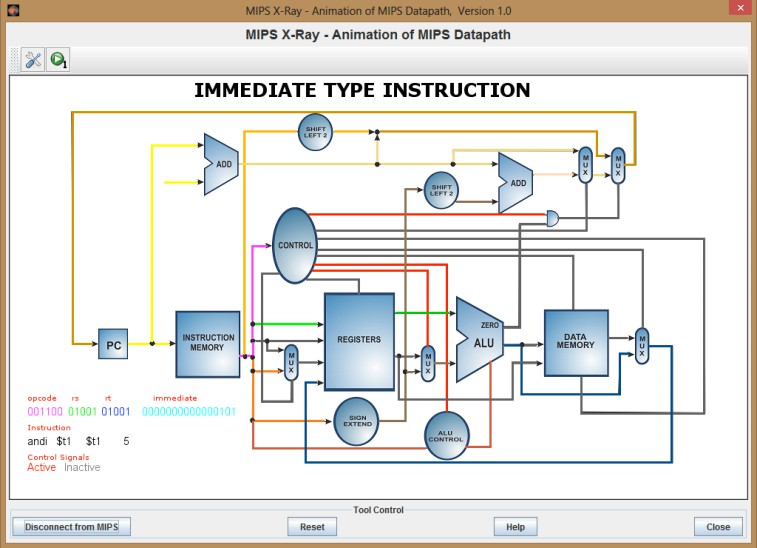 MIPS X-Ray - Animation of MIPS Datapath, Version 1.0
x
MIPS X-Ray - Animation of MIPS Datapath
1
IMMEDIATE TYPE INSTRUCTION
SHIFT
LEFT 2
ADD
MUX
MUX
SHIFT
LEFT 2
ADD
CONTROL
PC
INSTRUCTION
MEMORY
REGISTERS
MUX
MUX
ZERO
ALU
DATA
MEMORY
MUX
SIGN
EXTEND
ALU
CONTROL
opcode rs rt immediate
001100 01001 01001 0000000000000101
Instruction
andi $t1 $t1 5
Control Signals
Active Inactive
Tool Control
Disconnect from MIPS Reset Help Close